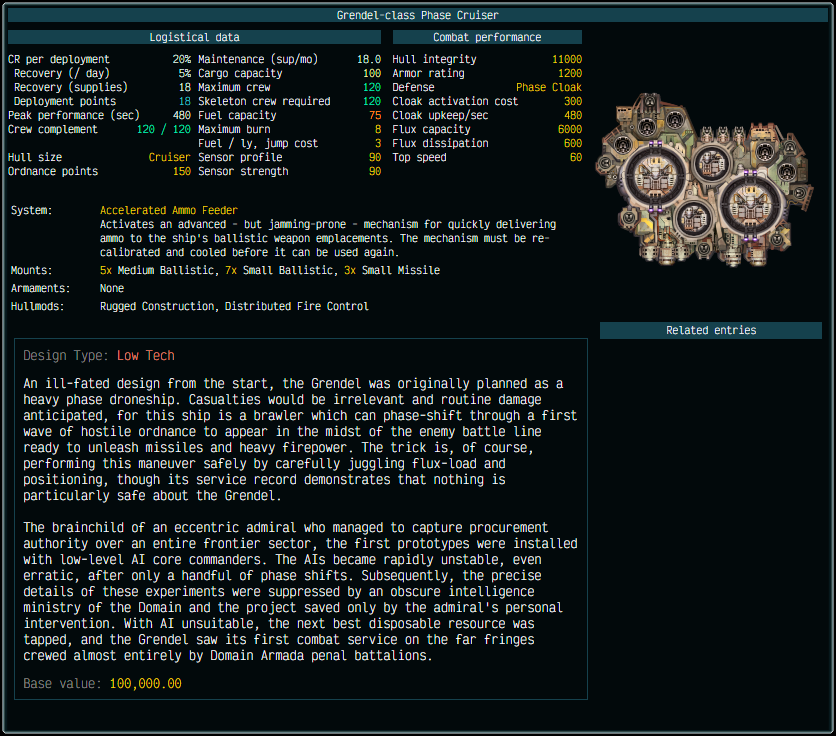 Grendel-class Phase Cruiser
Logistical data
CR per deployment 20% Maintenance (sup/mo) 18.0
Recovery (/ day) 5% Cargo capacity 100
Recovery (supplies) 18 Maximum crew 120
Deployment points 18 Skeleton crew required 120
Peak performance (sec) 480 Fuel capacity 75
Crew complement 120 / 120 Maximum burn 8
Fuel / ly, jump cost 3
Hull size Cruiser Sensor profile 90
Ordnance points 150 Sensor strength 90
Combat performance
Hull integrity 11000
Armor rating 1200
Defense Phase Cloak
Cloak activation cost 300
Cloak upkeep/sec 480
Flux capacity 6000
Flux dissipation 600
Top speed 60
System: Accelerated Ammo Feeder
Activates an advanced - but jamming-prone - mechanism for quickly delivering
ammo to the ship's ballistic weapon emplacements. The mechanism must be re-
calibrated and cooled before it can be used again.
Mounts: 5x Medium Ballistic, 7x Small Ballistic, 3x Small Missile
Armaments: None
Hullmods: Rugged Construction, Distributed Fire Control
Related entries
Design Type: Low Tech
An ill-fated design from the start, the Grendel was originally planned as a
heavy phase droneship. Casualties would be irrelevant and routine damage
anticipated, for this ship is a brawler which can phase-shift through a first
wave of hostile ordnance to appear in the midst of the enemy battle line
ready to unleash missiles and heavy firepower. The trick is, of course,
performing this maneuver safely by carefully juggling flux-load and
positioning, though its service record demonstrates that nothing is
particularly safe about the Grendel.
The brainchild of an eccentric admiral who managed to capture procurement
authority over an entire frontier sector, the first prototypes were installed
with low-level AI core commanders. The AIs became rapidly unstable, even
erratic, after only a handful of phase shifts. Subsequently, the precise
details of these experiments were suppressed by an obscure intelligence
ministry of the Domain and the project saved only by the admiral's personal
intervention. With AI unsuitable, the next best disposable resource was
tapped, and the Grendel saw its first combat service on the far fringes
crewed almost entirely by Domain Armada penal battalions.
Base value: 100,000.00